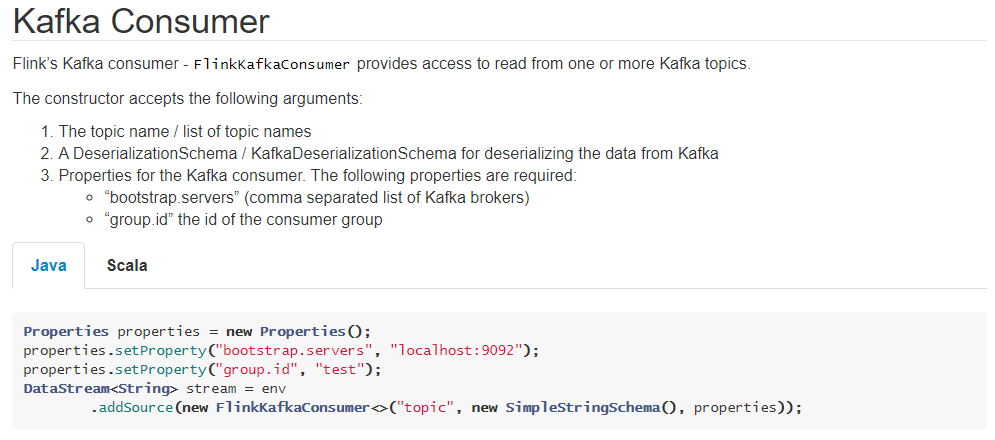 Kafka Consumer
Flink’s Kafka consumer - FlinkKafkaConsumer provides access to read from one or more Kafka topics.
The constructor accepts the following arguments:
1. The topic name / list of topic names
2. A DeserializationSchema / KafkaDeserializationSchema for deserializing the data from Kafka
3. Properties for the Kafka consumer. The following properties are required:
“bootstrap.servers” (comma separated list of Kafka brokers)
“group.id” the id of the consumer group
Java Scala
Properties properties = new Properties();
properties.setProperty("bootstrap.servers", "localhost:9092");
properties.setProperty("group.id", "test");
DataStream<String> stream = env
.addSource(new FlinkKafkaConsumer<>("topic", new SimpleStringSchema(), properties));